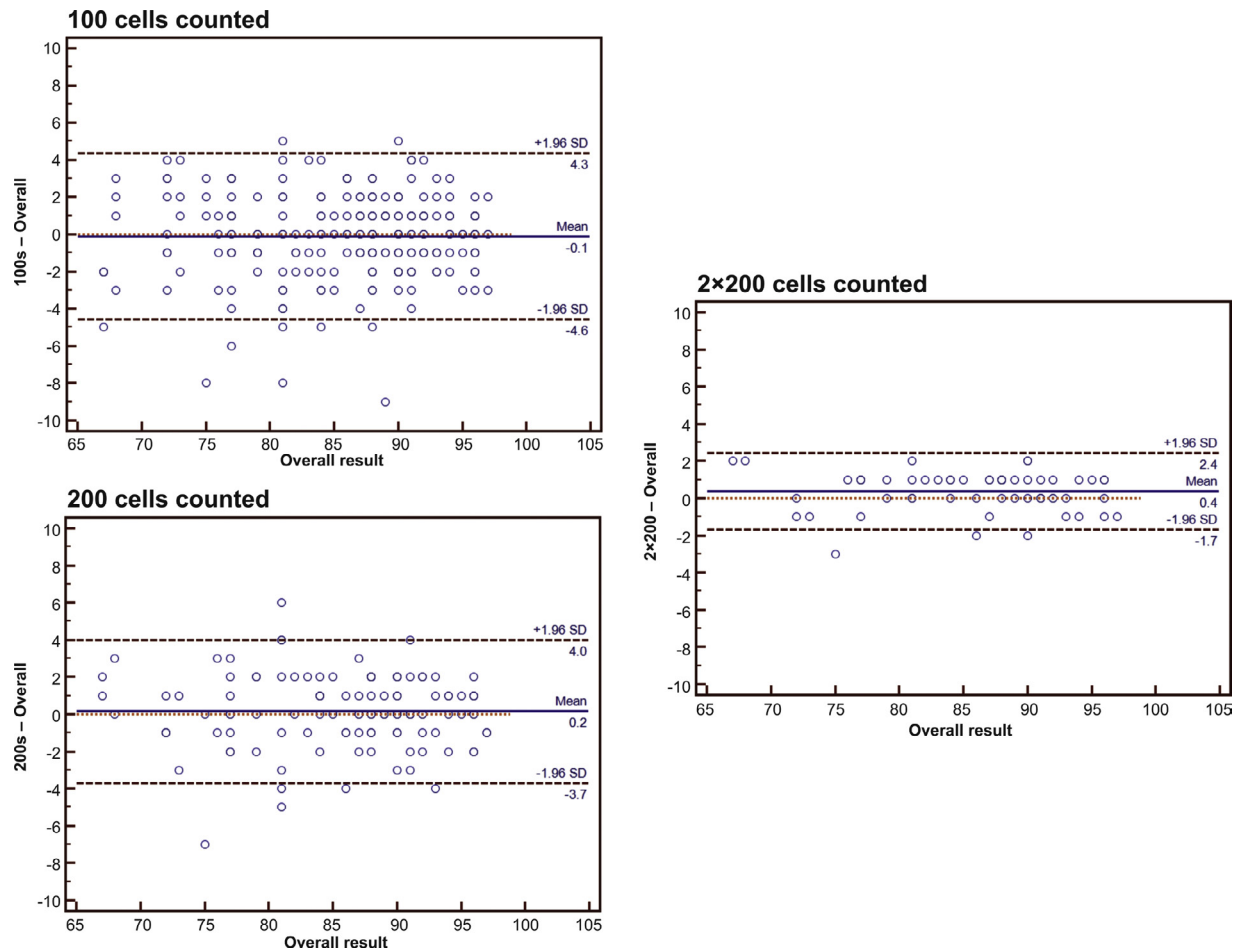 100 cells counted
10
8
6
4
2
0
-2
-4
-6
-8
-10
100s – Overall
+1.96 SD
4.3
Mean
-0.1
-1.96 SD
-4.6
65 70 75 80 85 90 95 100 105
Overall result
200 cells counted
10
8
6
4
2
0
-2
-4
-6
-8
-10
200s – Overall
+1.96 SD
4.0
Mean
0.2
-1.96 SD
-3.7
65 70 75 80 85 90 95 100 105
Overall result
2×200 cells counted
10
8
6
4
2
0
-2
-4
-6
-8
-10
2×200 – Overall
+1.96 SD
2.4
Mean
0.4
-1.96 SD
-1.7
65 70 75 80 85 90 95 100 105
Overall result